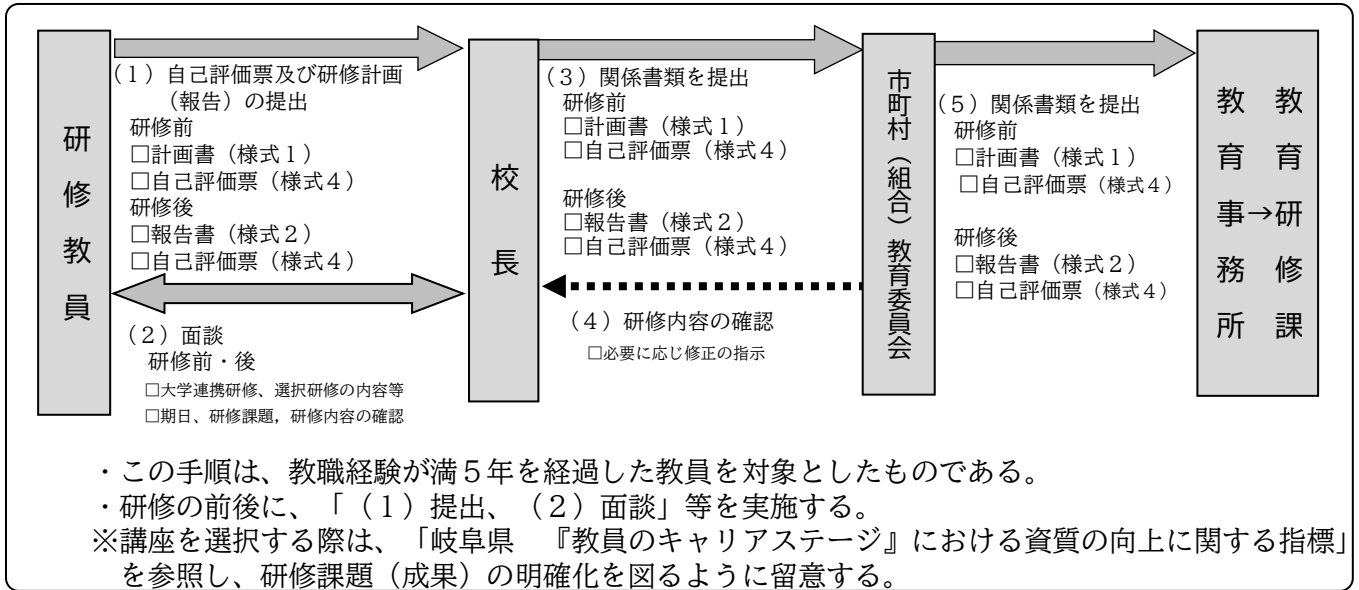 研修教員
（１）自己評価票及び研修計画
（報告）の提出
研修前
□計画書（様式１）
□自己評価票（様式４）
研修後
□報告書（様式２）
□自己評価票（様式４）
（２）面談
研修前・後
□大学連携研修、選択研修の内容等
□期日、研修課題，研修内容の確認
校長
（３）関係書類を提出
研修前
□計画書（様式１）
□自己評価票（様式４）
研修後
□報告書（様式２）
□自己評価票（様式４）
（４）研修内容の確認
□必要に応じ修正の指示
市町村（組合）教育委員会
（５）関係書類を提出
研修前
□計画書（様式１）
□自己評価票（様式４）
研修後
□報告書（様式２）
□自己評価票（様式４）
教育事務所
→
教育研修課
・この手順は、教職経験が満５年を経過した教員を対象としたものである。
・研修の前後に、「（１）提出、（２）面談」等を実施する。
※講座を選択する際は、「岐阜県　『教員のキャリアステージ』における資質の向上に関する指標」
を参照し、研修課題（成果）の明確化を図るように留意する。